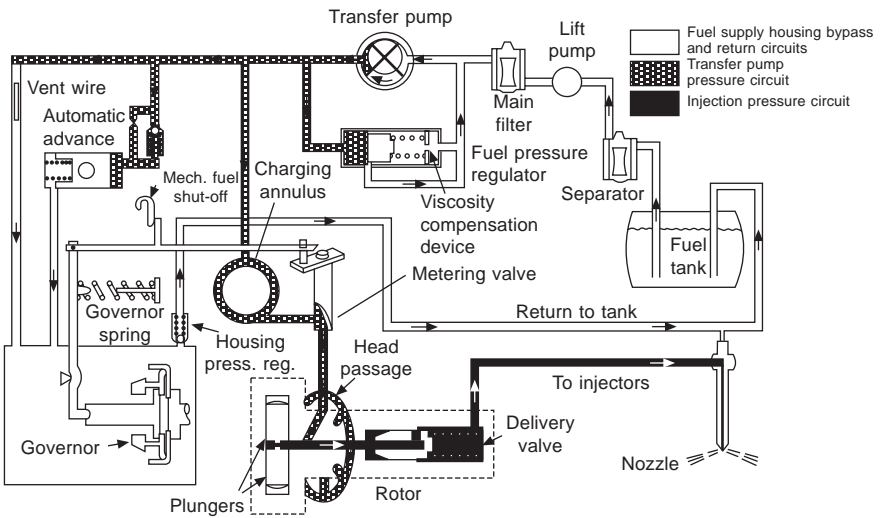 Transfer pump
Lift
pump
Fuel supply housing bypass
and return circuits
Transfer pump
pressure circuit
Injection pressure circuit
Vent wire
Automatic
advance
Main
filter
Mech. fuel
shut-off
Charging
annulus
Fuel pressure
regulator
Separator
Viscosity
compensation
device
Fuel
tank
Metering valve
Governor
spring
Return to tank
Housing
press. reg.
Head
passage
To injectors
Delivery
valve
Governor
Nozzle
Plungers
Rotor